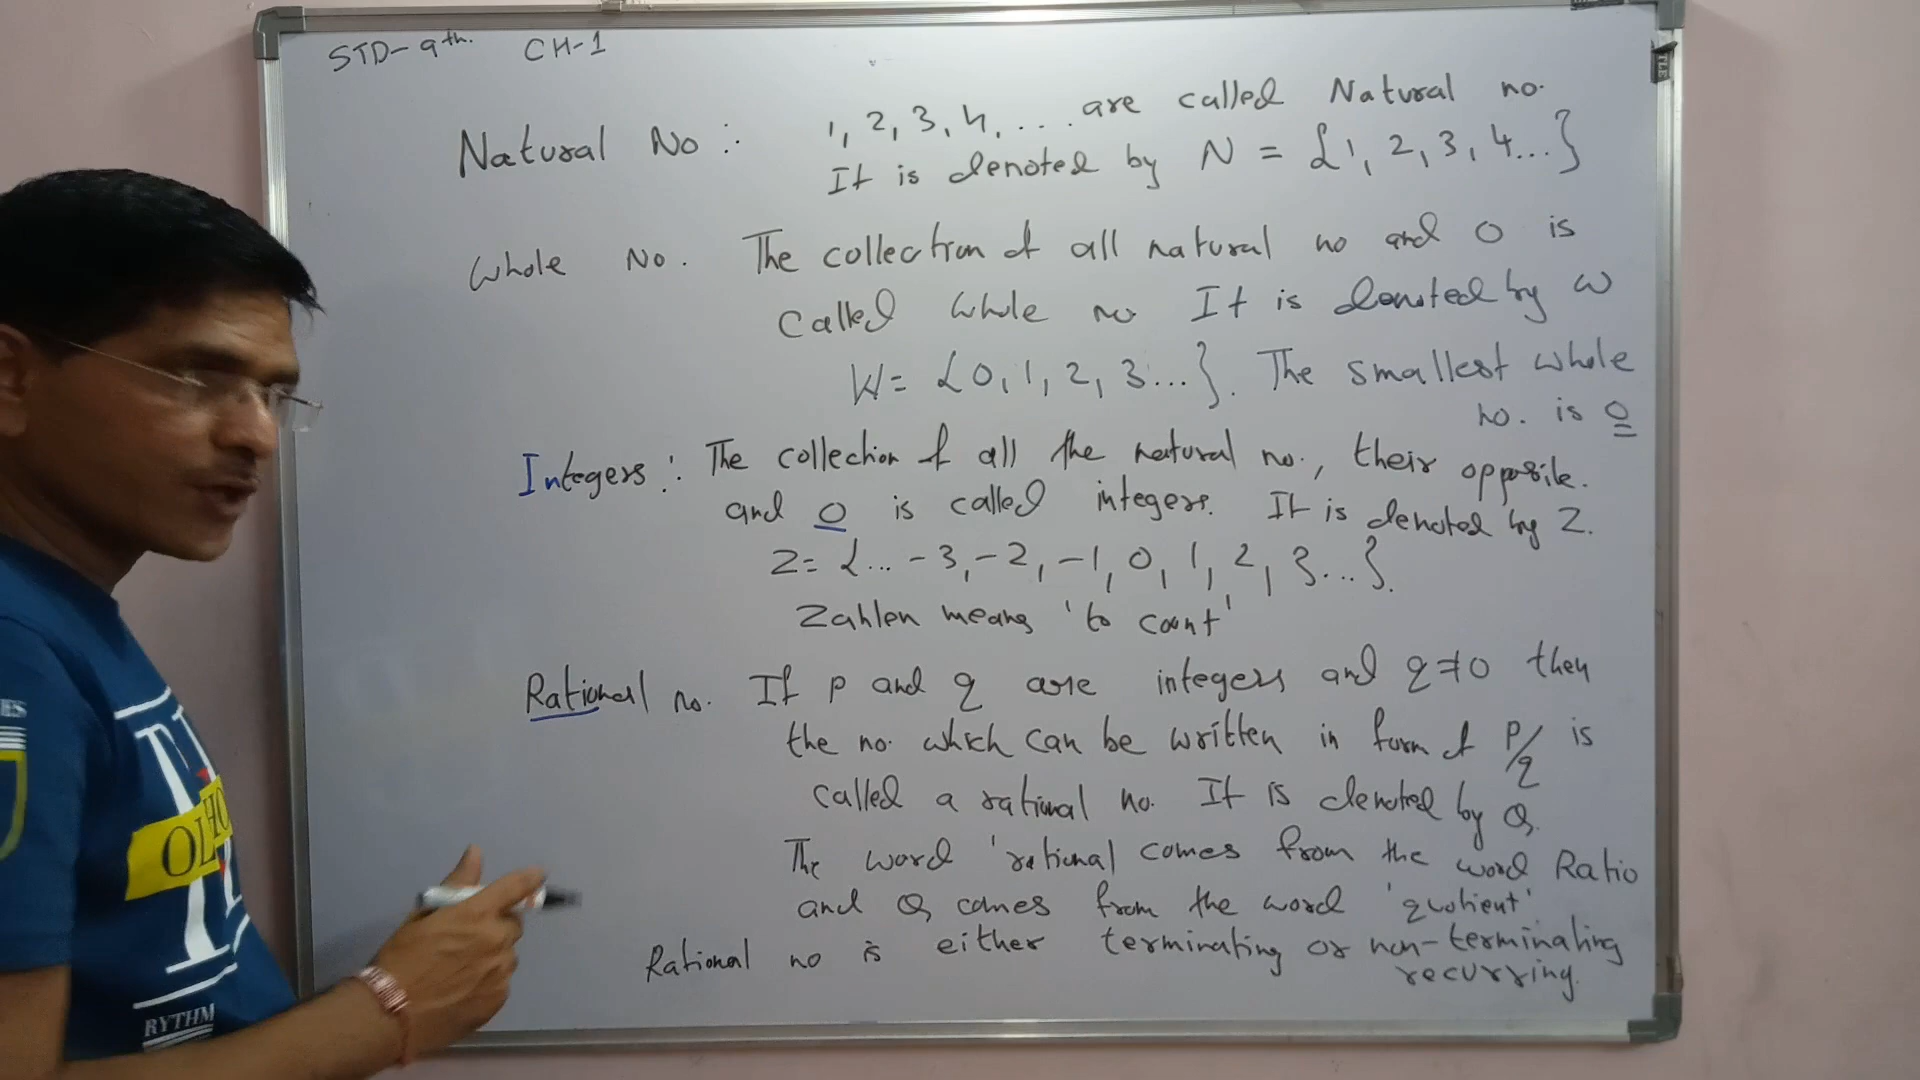 STD-9th. CH-1
Natural No :. 1, 2, 3, 4, .... are called Natural no.
It is denoted by N = {1, 2, 3, 4...}
Whole No. The collection of all natural no and 0 is
called whole no It is denoted by W
W = {0, 1, 2, 3...}. The smallest whole
no. is 0
Integers :. The collection of all the natural no., their opposite.
and 0 is called integers. It is denoted by Z.
Z = {... -3, -2, -1, 0, 1, 2, 3...}.
Zahlen means 'to count'
Rational no. If p and q are integers and q≠0 then
the no. which can be written in form of P/q is
called a rational no. It is denoted by Q.
The word 'rational comes from the word Ratio
and Q comes from the word 'quotient'
Rational no is either terminating or non-terminating
recurring.
ES
OLHO
RYTHM
TLE